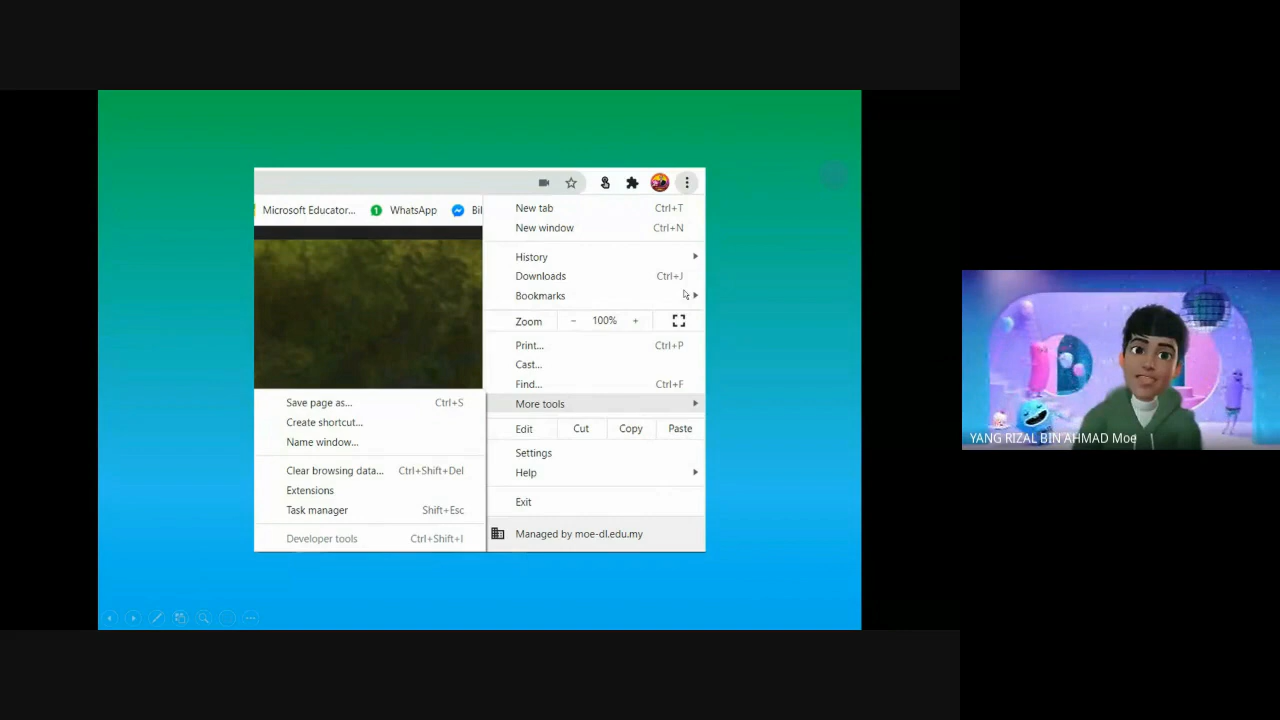 Microsoft Educator... 1 WhatsApp Bil
New tab Ctrl+T
New window Ctrl+N
History
Downloads Ctrl+J
Bookmarks
Zoom - 100% +
Print... Ctrl+P
Cast...
Find... Ctrl+F
More tools
Edit Cut Copy Paste
Settings
Help
Exit
Managed by moe-dl.edu.my
Save page as... Ctrl+S
Create shortcut...
Name window...
Clear browsing data... Ctrl+Shift+Del
Extensions
Task manager Shift+Esc
Developer tools Ctrl+Shift+I
YANG RIZAL BIN AHMAD Moe